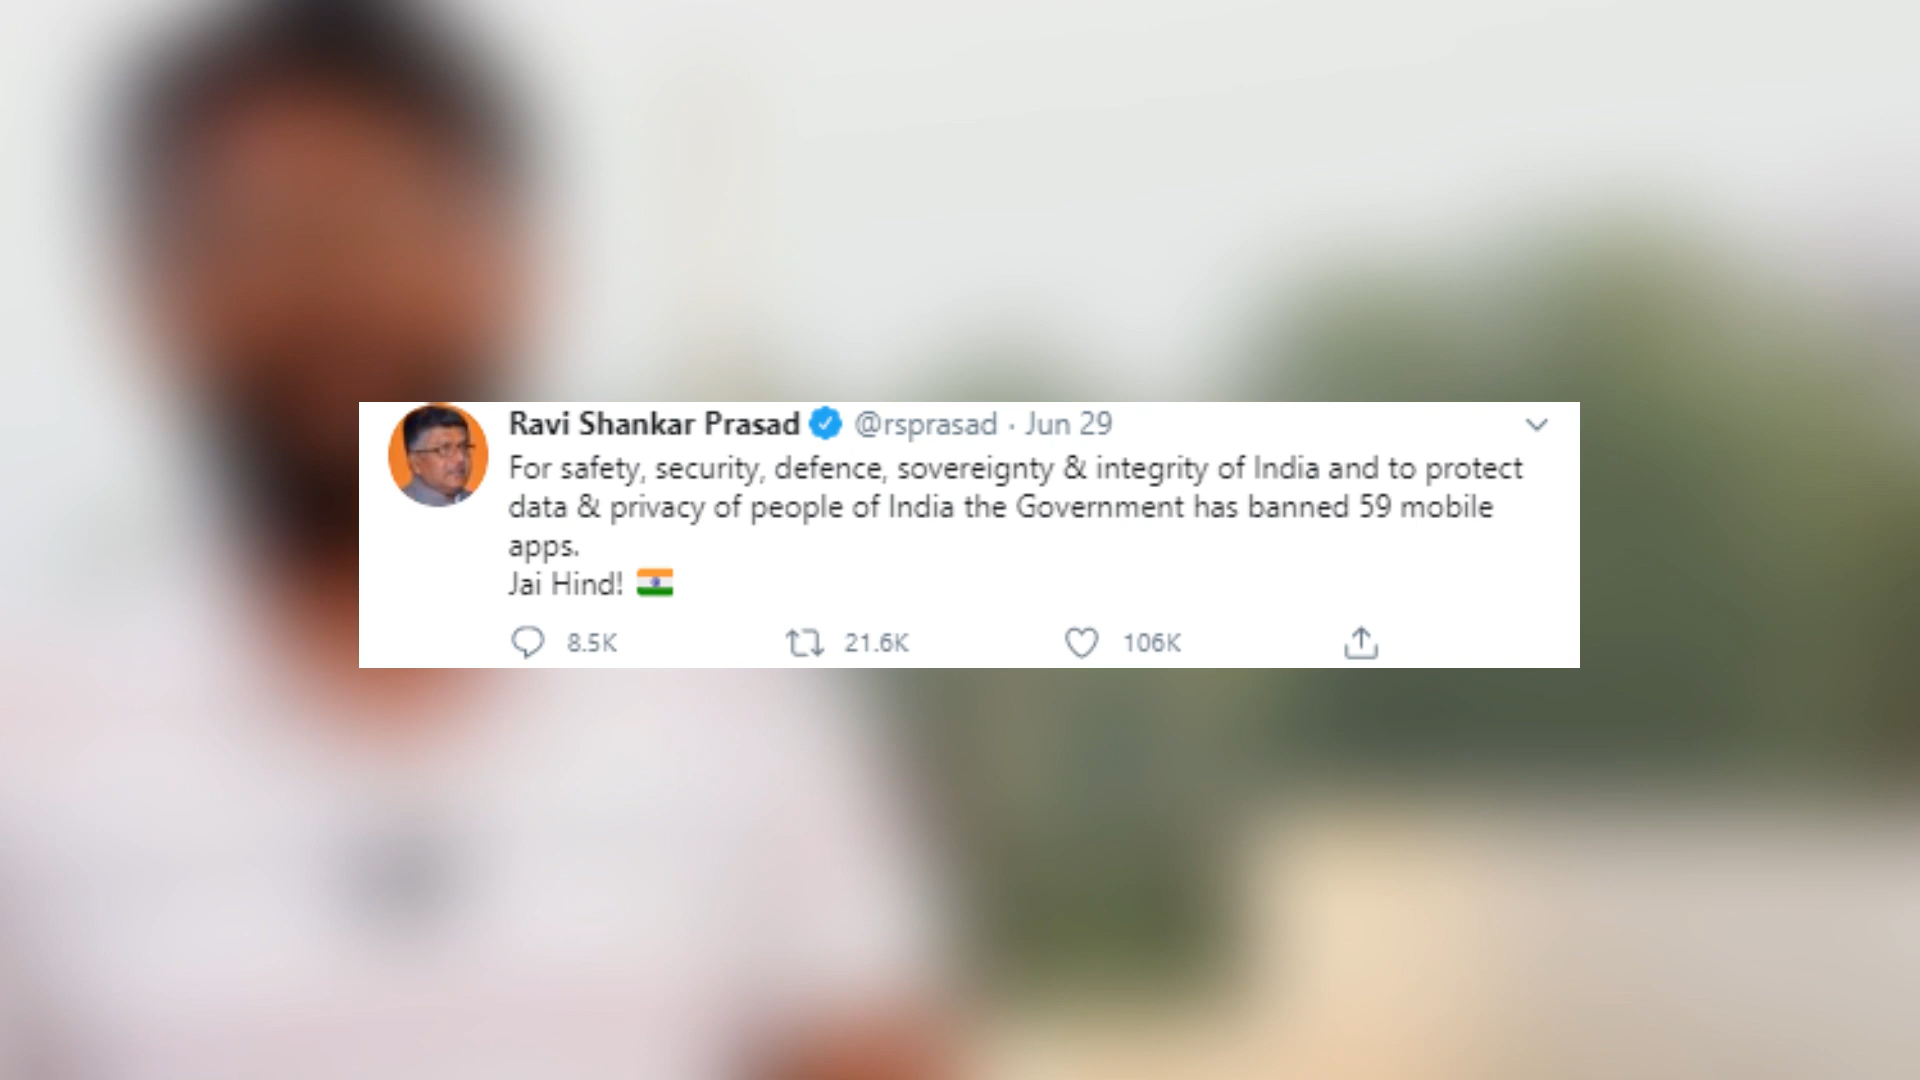 Ravi Shankar Prasad @rsprasad · Jun 29
For safety, security, defence, sovereignty & integrity of India and to protect
data & privacy of people of India the Government has banned 59 mobile
apps.
Jai Hind! 🇮🇳
8.5K 21.6K 106K